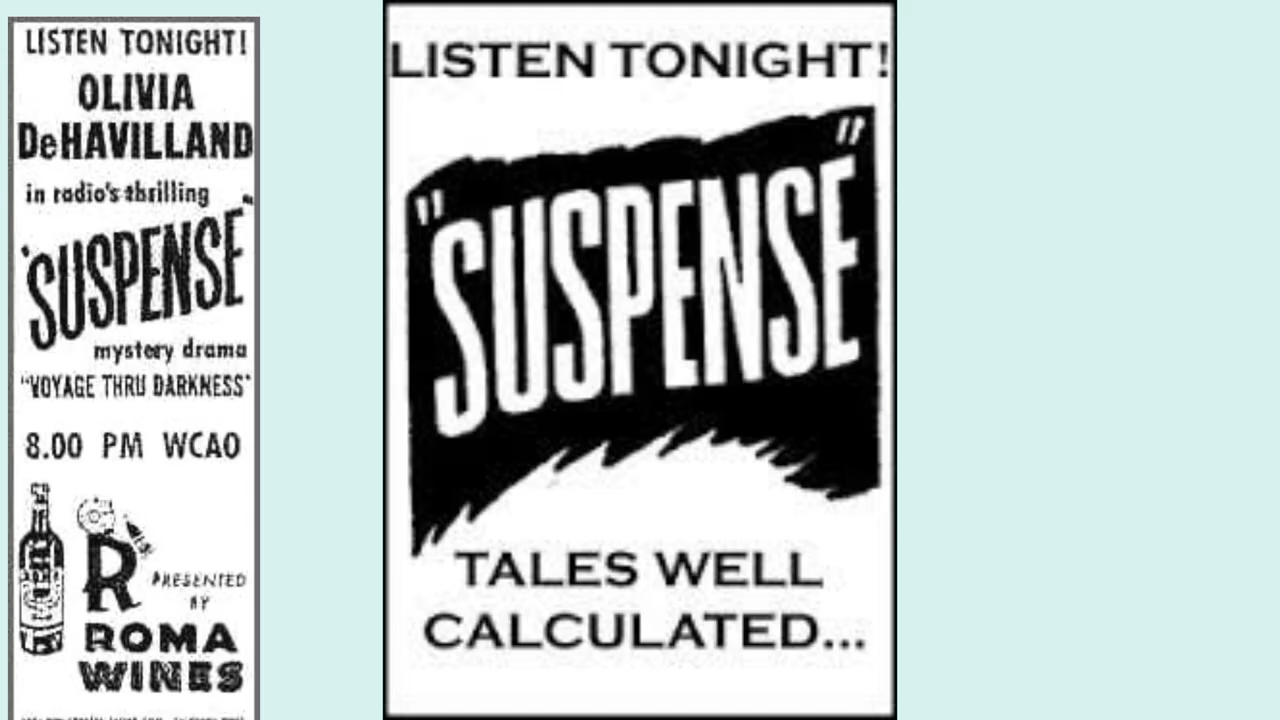 LISTEN TONIGHT!
OLIVIA
DeHAVILLAND
in radio's thrilling
"SUSPENSE"
mystery drama
"VOYAGE THRU DARKNESS"
8.00 PM WCAO
R
PRESENTED
BY
ROMA
WINES
LISTEN TONIGHT!
"SUSPENSE"
TALES WELL
CALCULATED...